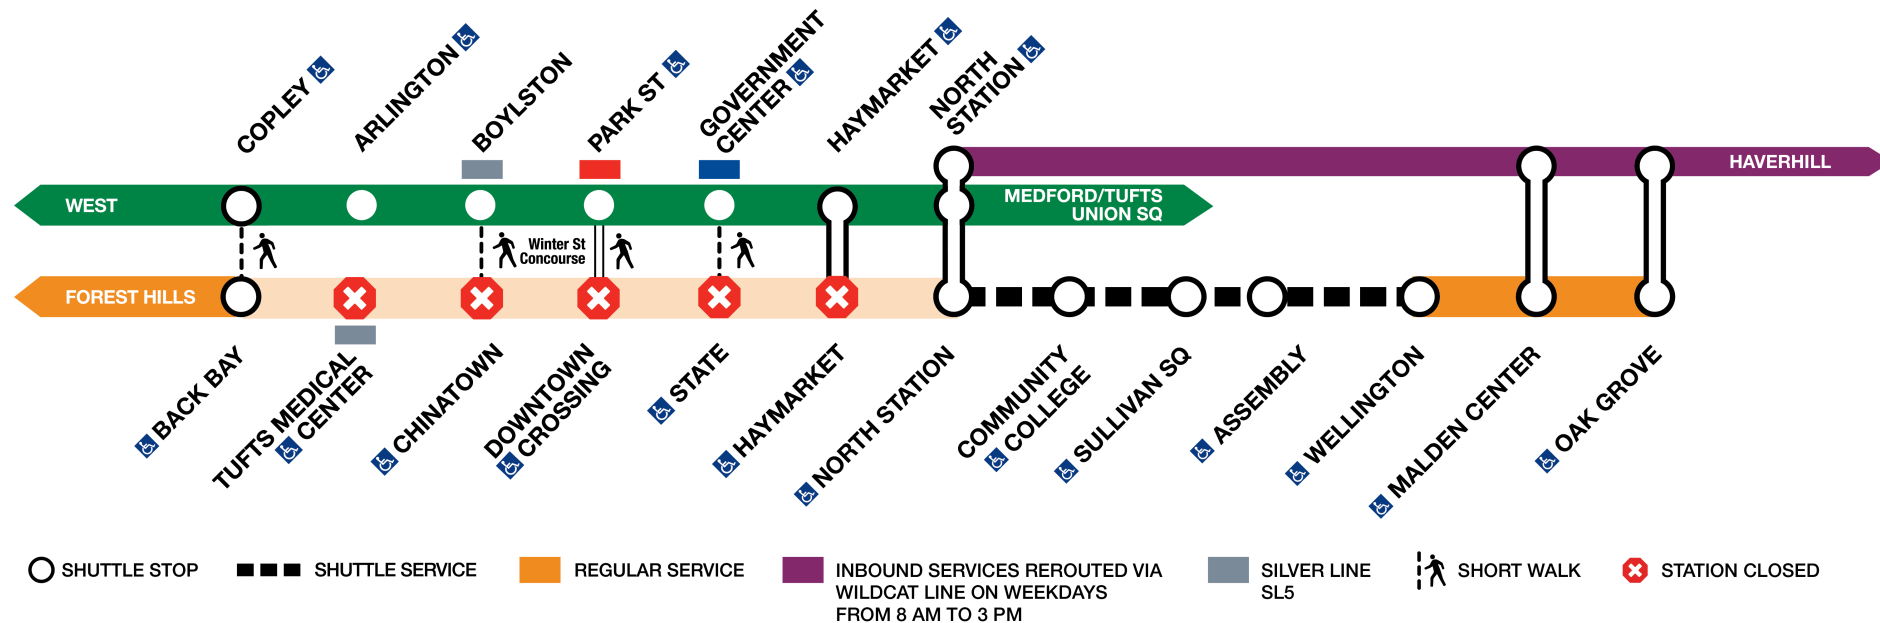 COPLEY
ARLINGTON
BOYLSTON
PARK ST
GOVERNMENT
CENTER
HAYMARKET
NORTH
STATION
HAVERHILL
WEST
MEDFORD/TUFTS
UNION SQ
Winter St
Concourse
FOREST HILLS
BACK BAY
TUFTS MEDICAL
CENTER
CHINATOWN
DOWNTOWN
CROSSING
STATE
HAYMARKET
NORTH STATION
COMMUNITY
COLLEGE
SULLIVAN SQ
ASSEMBLY
WELLINGTON
MALDEN CENTER
OAK GROVE
SHUTTLE STOP
SHUTTLE SERVICE
REGULAR SERVICE
INBOUND SERVICES REROUTED VIA
WILDCAT LINE ON WEEKDAYS
FROM 8 AM TO 3 PM
SILVER LINE
SL5
SHORT WALK
STATION CLOSED